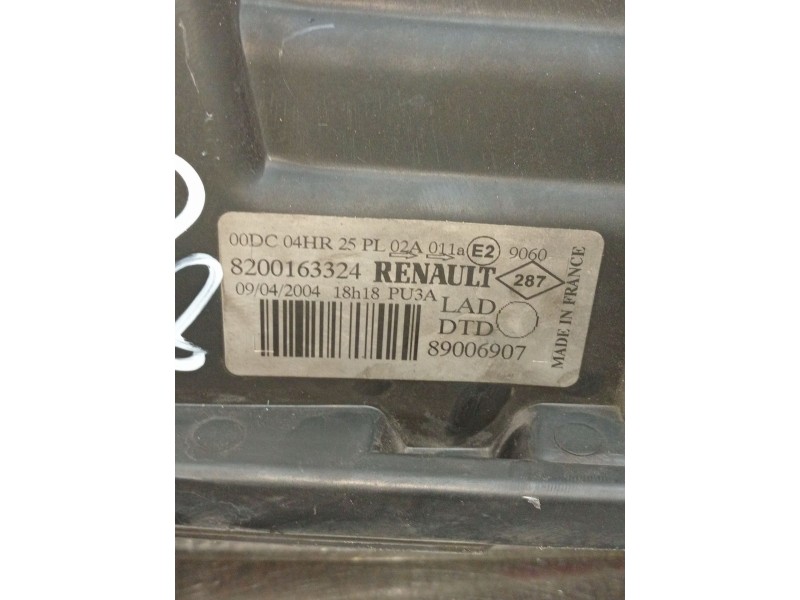 00DC 04HR 25 PL 02A 011a E2 9060
8200163324 RENAULT 287
09/04/2004 18h18 PU3A
LAD
DTD
89006907
MADE IN FRANCE